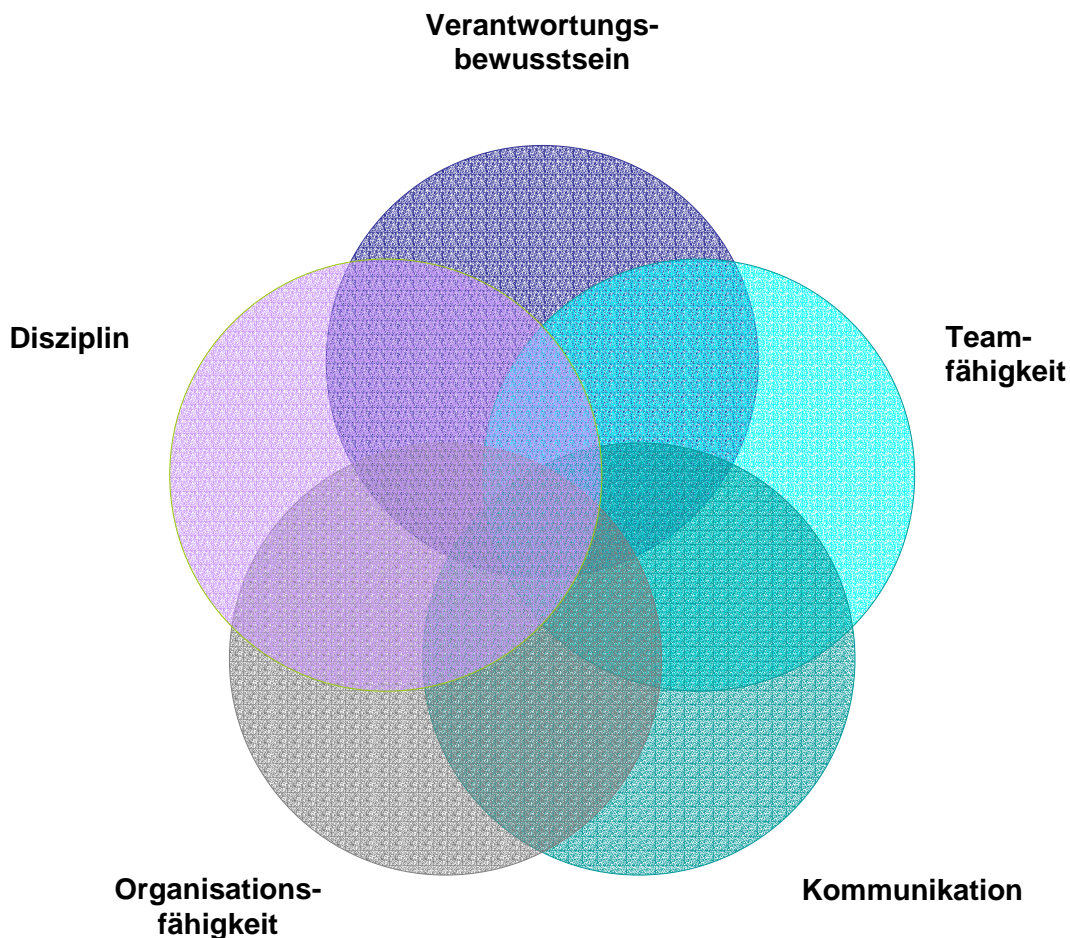 Verantwortungs-
bewusstsein
Disziplin
Team-
fähigkeit
Organisations-
fähigkeit
Kommunikation